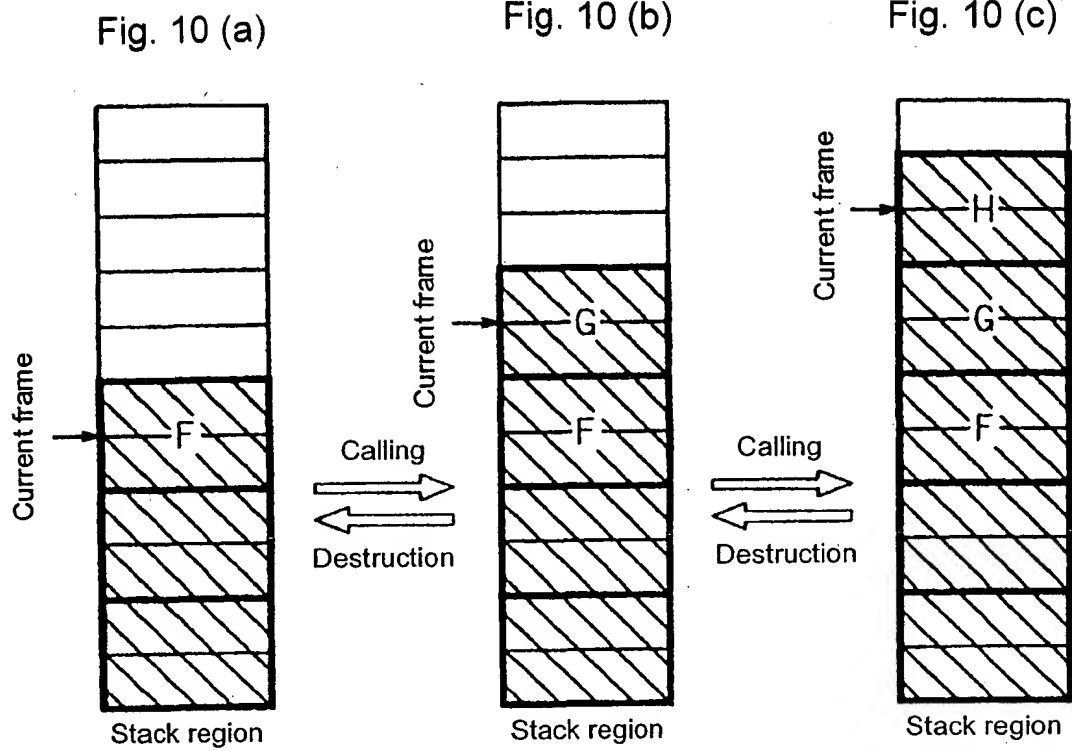 Fig. 10 (a)
Fig. 10 (b)
Fig. 10 (c)
Current frame
F
Stack region
Calling
Destruction
Current frame
G
F
Stack region
Calling
Destruction
Current frame
H
G
F
Stack region